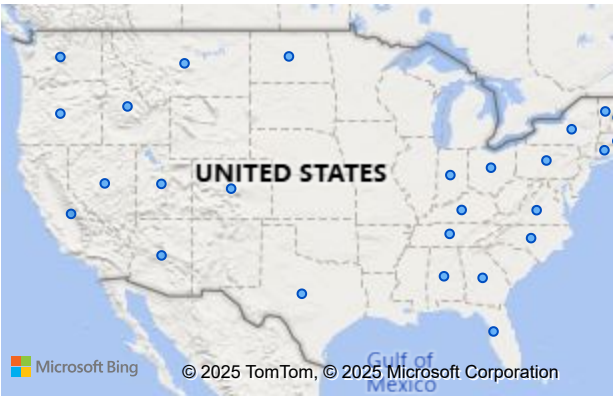 UNITED STATES
Gulf of
Mexico
Microsoft Bing
© 2025 TomTom, © 2025 Microsoft Corporation